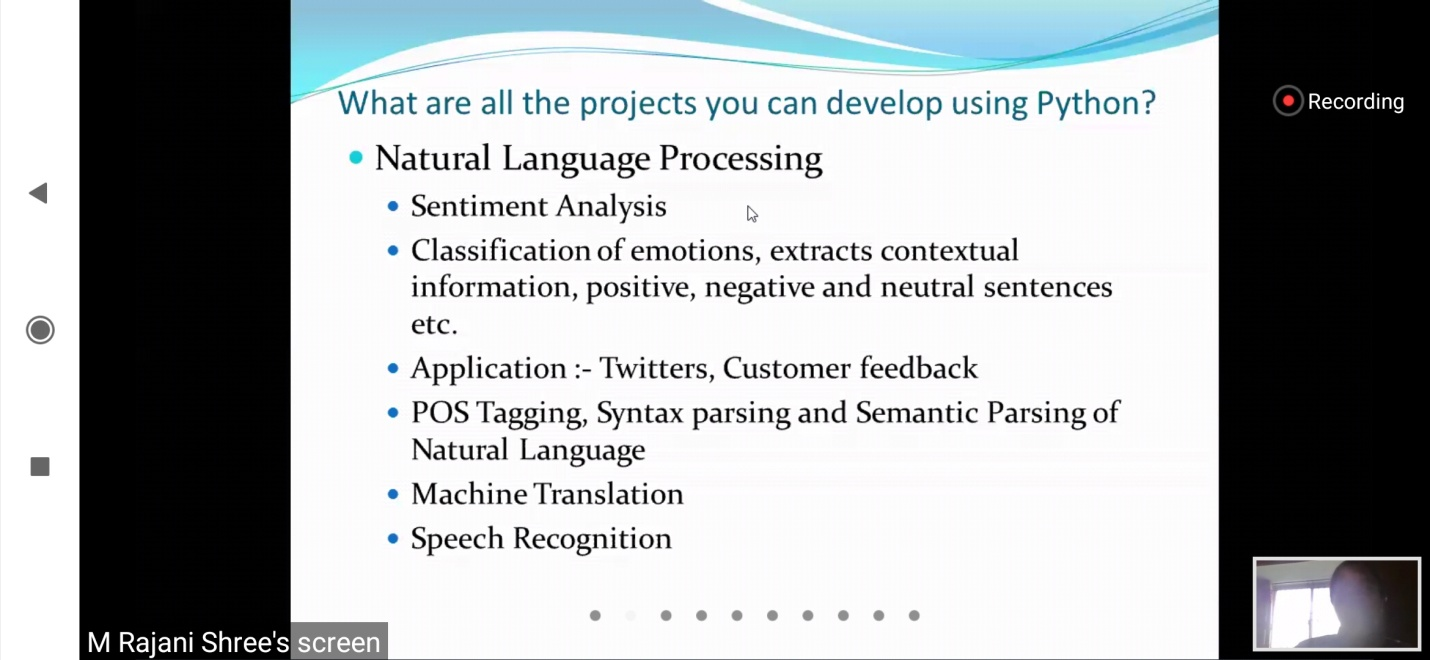 What are all the projects you can develop using Python?
Recording
Natural Language Processing
Sentiment Analysis
Classification of emotions, extracts contextual
information, positive, negative and neutral sentences
etc.
Application :- Twitters, Customer feedback
POS Tagging, Syntax parsing and Semantic Parsing of
Natural Language
Machine Translation
Speech Recognition
M Rajani Shree's screen